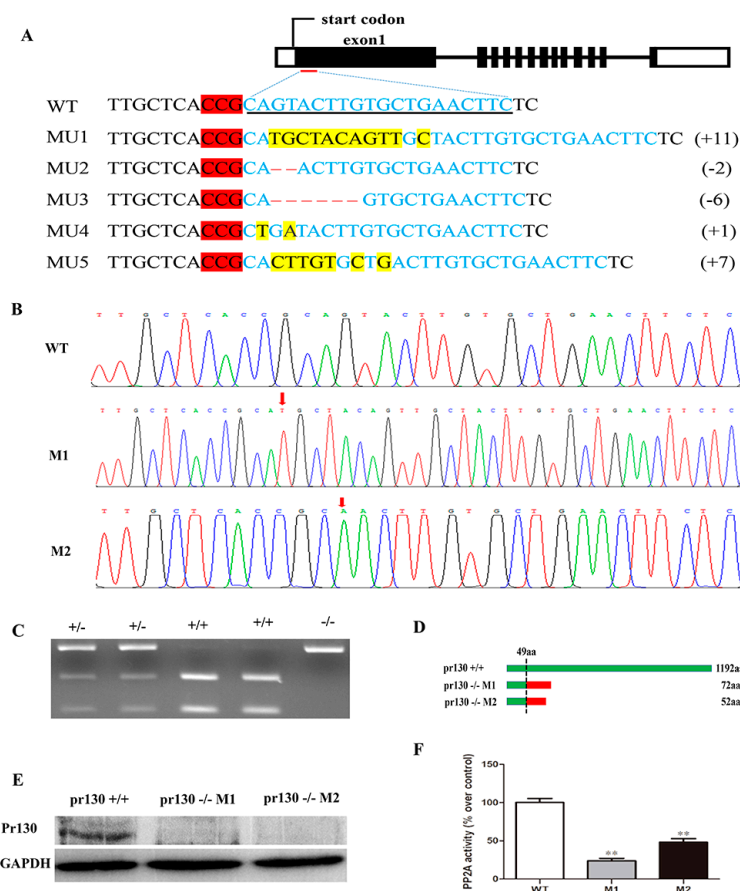 A
start codon
exon1
WT TTGCTCACCGCAGTACTTGTGCTGAACTTCTC
MU1 TTGCTCACCGCATGCTACAGTTGCTACTTGTGCTGAACTTCTC (+11)
MU2 TTGCTCACCGCA--ACTTGTGCTGAACTTCTC (-2)
MU3 TTGCTCACCGCA------GTGCTGAACTTCTC (-6)
MU4 TTGCTCACCGCTGATACTTGTGCTGAACTTCTC (+1)
MU5 TTGCTCACCGCACTTGTGCTGACTTGTGCTGAACTTCTC (+7)
B
T T G C T C A C C G C A G T A C T T G T G C T G A A C T T C T C
WT
T T G C T C A C C G C A T G C T A C A G T T G C T A C T T G T G C T G A A C T T C T C
M1
T T G C T C A C C G C A A C T T G T G C T G A A C T T C T C
M2
C
+/- +/- +/+ +/+ -/-
D
49aa
pr130 +/+ 1192aa
pr130 -/- M1 72aa
pr130 -/- M2 52aa
E
pr130 +/+ pr130 -/- M1 pr130 -/- M2
Pr130
GAPDH
F
PP2A activity (% over control)
150
100
50
0
** **
WT M1 M2